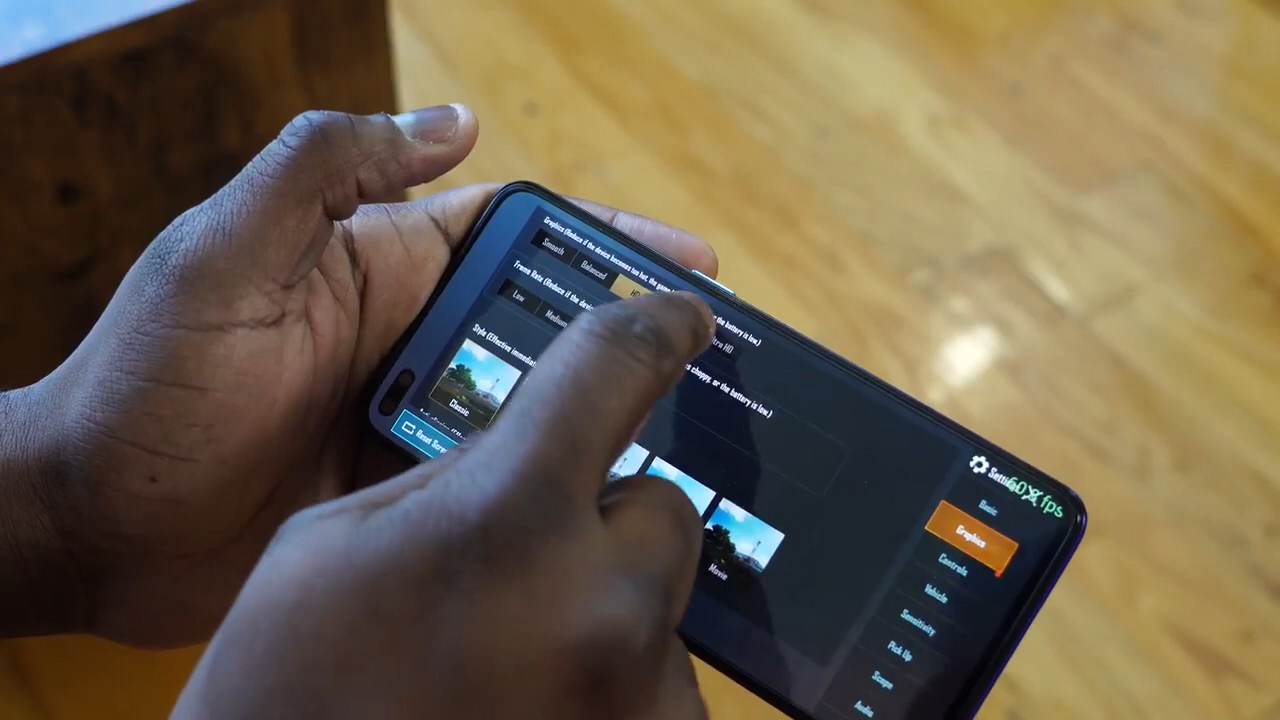 Graphics (Reduce if the device becomes too hot, the game
or the battery is low)
Smooth
Balanced
HD
Ultra HD
Frame Rate (Reduce if the device
s choppy, or the battery is low.)
Low
Medium
Style (Effective immediat
Classic
Movie
Reset
60 fps
Basic
Graphics
Controls
Vehicle
Sensitivity
Pick Up
Scope
Audio